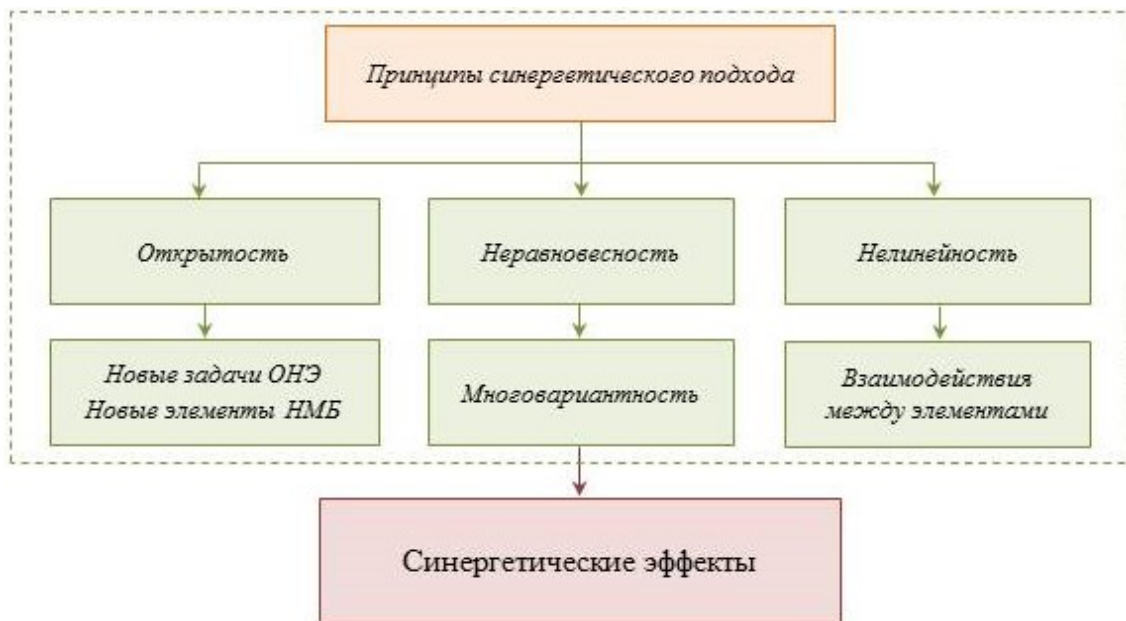 Принципы синергетического подхода
Открытость
Неравновесность
Нелинейность
Новые задачи ОНЭ
Новые элементы НМБ
Многовариантность
Взаимодействия
между элементами
Синергетические эффекты